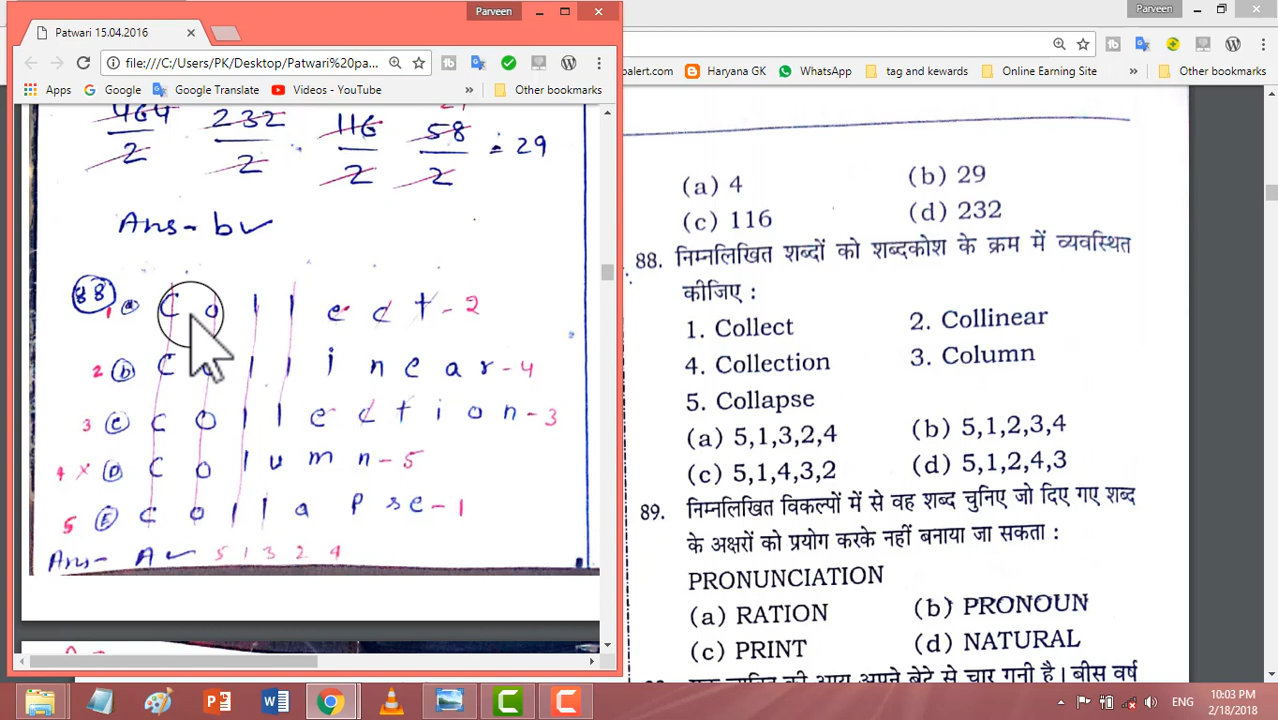 Parveen
Patwari 15.04.2016
file:///C:/Users/PK/Desktop/Patwari%20pa...
Apps Google Google Translate Videos - YouTube » Other bookmarks
464 232 116 58
2 2 2 2 = 29
Ans- b
88 1 a C o l l e c t - 2
2 b C o l l i n e a r - 4
3 c C o l l e c t i o n - 3
4 x D C o l u m n - 5
5 E C o l l a p s e - 1
Ans- A 5 1 3 2 4
Parveen
balert.com Haryana GK WhatsApp tag and kewards Online Earning Site » Other bookmarks
(a) 4 (b) 29
(c) 116 (d) 232
88. निम्नलिखित शब्दों को शब्दकोश के क्रम में व्यवस्थित
कीजिए :
1. Collect 2. Collinear
4. Collection 3. Column
5. Collapse
(a) 5,1,3,2,4 (b) 5,1,2,3,4
(c) 5,1,4,3,2 (d) 5,1,2,4,3
89. निम्नलिखित विकल्पों में से वह शब्द चुनिए जो दिए गए शब्द
के अक्षरों को प्रयोग करके नहीं बनाया जा सकता :
PRONUNCIATION
(a) RATION (b) PRONOUN
(c) PRINT (d) NATURAL
की आयु अपने बेटे से चार गुनी है। बीस वर्ष
ENG 10:03 PM
2/18/2018